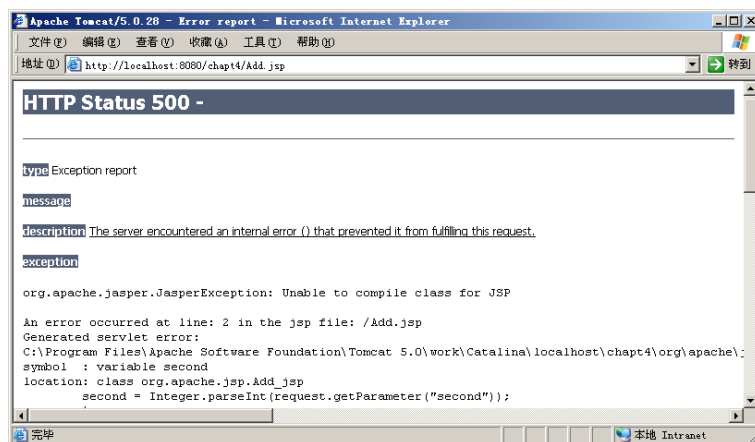 Apache Tomcat/5.0.28 - Error report - Microsoft Internet Explorer
文件(F) 编辑(E) 查看(V) 收藏(A) 工具(T) 帮助(H)
地址(D) http://localhost:8080/chapt4/Add.jsp 转到
HTTP Status 500 -
type Exception report
message
description The server encountered an internal error () that prevented it from fulfilling this request.
exception
org.apache.jasper.JasperException: Unable to compile class for JSP
An error occurred at line: 2 in the jsp file: /Add.jsp
Generated servlet error:
C:\Program Files\Apache Software Foundation\Tomcat 5.0\work\Catalina\localhost\chapt4\org\apache\j
symbol : variable second
location: class org.apache.jsp.Add_jsp
second = Integer.parseInt(request.getParameter("second"));
完毕 本地 Intranet